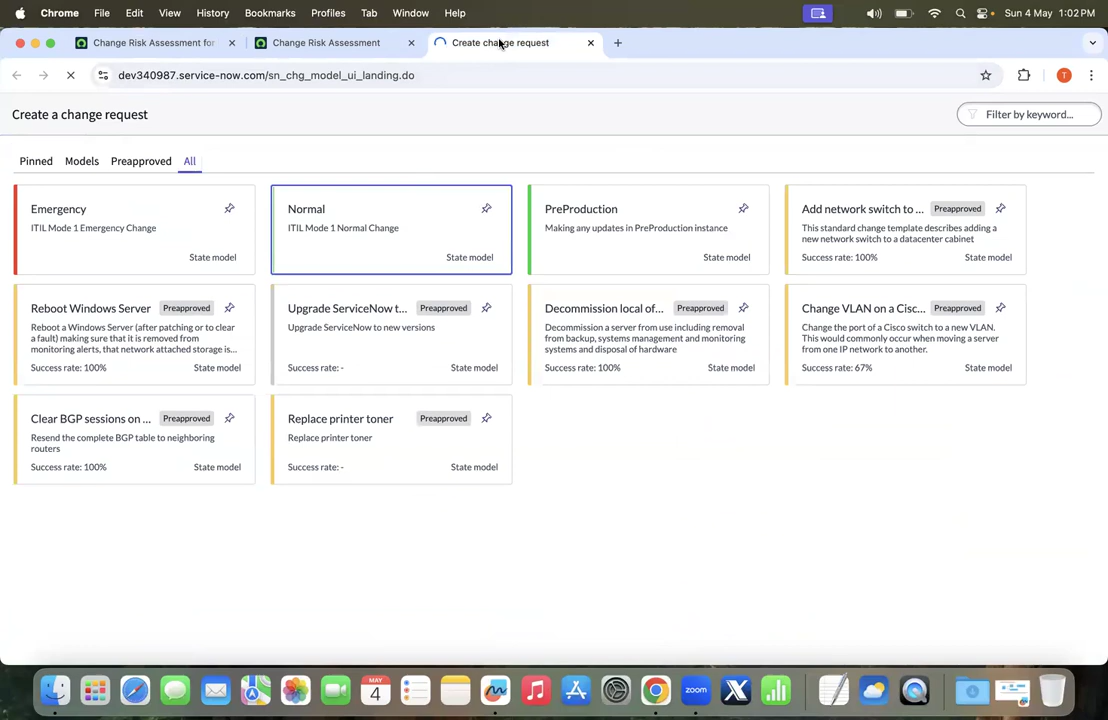 Chrome File Edit View History Bookmarks Profiles Tab Window Help Sun 4 May 1:02 PM
Change Risk Assessment for Change Risk Assessment Create change request
dev340987.service-now.com/sn_chg_model_ui_landing.do T
Create a change request Filter by keyword...
Pinned Models Preapproved All
Emergency
ITIL Mode 1 Emergency Change
State model
Normal
ITIL Mode 1 Normal Change
State model
PreProduction
Making any updates in PreProduction instance
State model
Add network switch to ... Preapproved
This standard change template describes adding a
new network switch to a datacenter cabinet
Success rate: 100% State model
Reboot Windows Server Preapproved
Reboot a Windows Server (after patching or to clear
a fault) making sure that it is removed from
monitoring alerts, that network attached storage is...
Success rate: 100% State model
Upgrade ServiceNow t... Preapproved
Upgrade ServiceNow to new versions
Success rate: - State model
Decommission local of... Preapproved
Decommission a server from use including removal
from backup, systems management and monitoring
systems and disposal of hardware
Success rate: 100% State model
Change VLAN on a Cisc... Preapproved
Change the port of a Cisco switch to a new VLAN.
This would commonly occur when moving a server
from one IP network to another.
Success rate: 67% State model
Clear BGP sessions on ... Preapproved
Resend the complete BGP table to neighboring
routers
Success rate: 100% State model
Replace printer toner Preapproved
Replace printer toner
Success rate: - State model
MAY
4
zoom